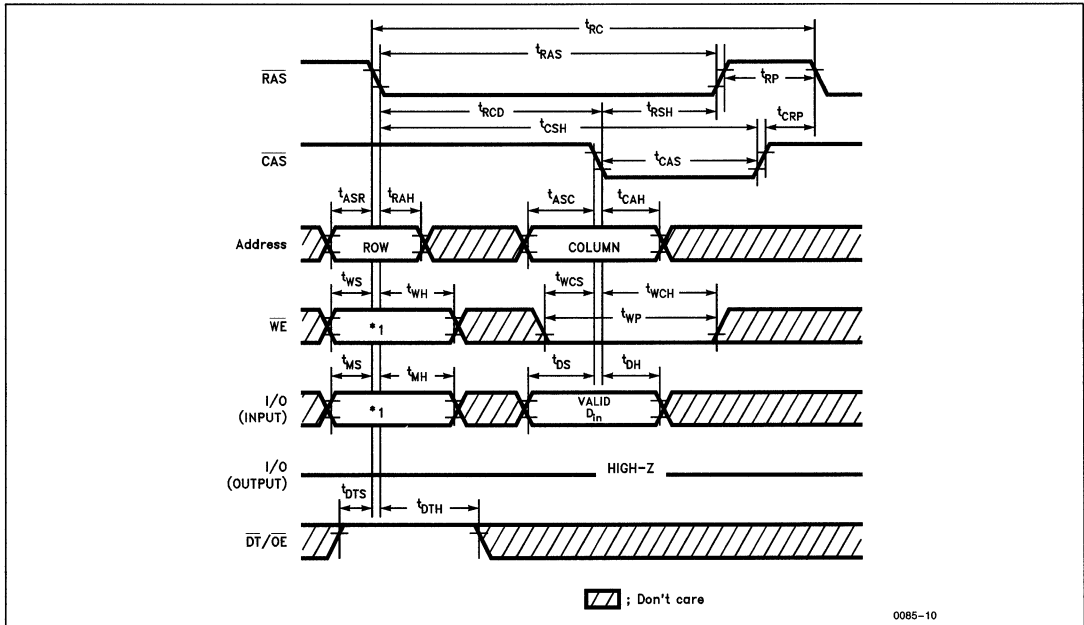 tRC
tRAS
RAS
tRP
tRCD
tRSH
tCSH
tCRP
CAS
tCAS
tASR
tRAH
tASC
tCAH
Address
ROW
COLUMN
tWS
tWH
tWCS
tWCH
tWP
WE
*1
tMS
tMH
tDS
tDH
I/O
(INPUT)
*1
VALID
Din
I/O
(OUTPUT)
HIGH-Z
tDTS
tDTH
DT/OE
; Don't care
0085-10